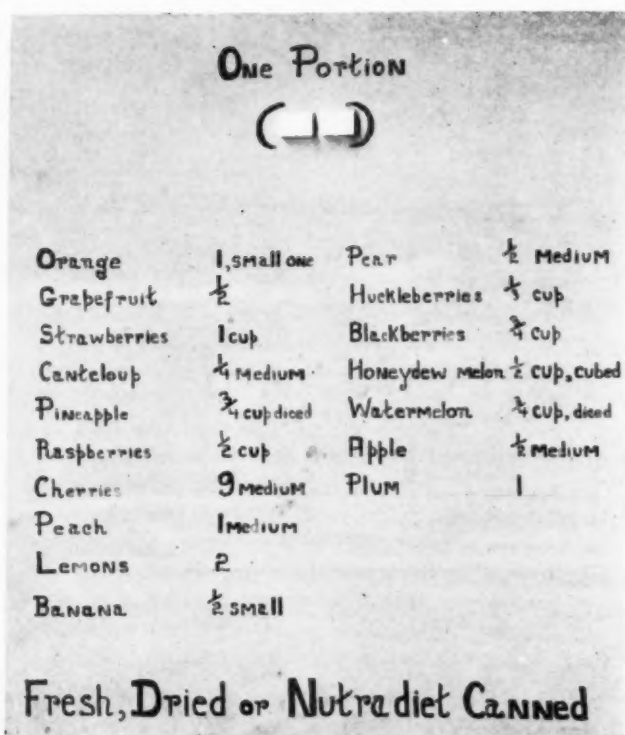 One Portion
Orange 1, small one Pear ½ Medium
Grapefruit ½ Huckleberries ⅓ cup
Strawberries 1 cup Blackberries ¾ cup
Canteloup ¼ Medium Honeydew Melon ½ cup, cubed
Pineapple ¾ cup diced Watermelon ¾ cup, diced
Raspberries ½ cup Apple ½ Medium
Cherries 9 Medium Plum 1
Peach 1 Medium
Lemons 2
Banana ½ small
Fresh, Dried or Nutradiet Canned